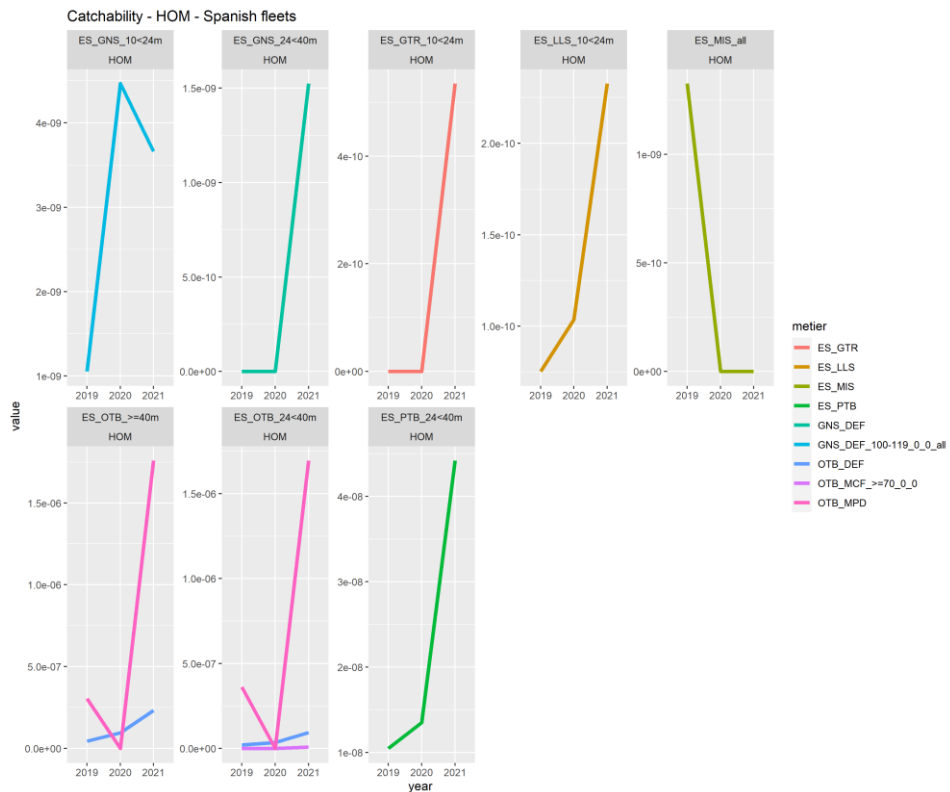 Catchability - HOM - Spanish fleets
ES_GNS_10<24m
ES_GNS_24<40m
ES_GTR_10<24m
ES_LLS_10<24m
ES_MIS_all
HOM
HOM
HOM
HOM
HOM
4e-09
3e-09
2e-09
1e-09
1.5e-09
1.0e-09
5.0e-10
0.0e+00
4e-10
2e-10
0e+00
2.0e-10
1.5e-10
1.0e-10
1e-09
5e-10
0e+00
2019 2020 2021
2019 2020 2021
2019 2020 2021
2019 2020 2021
2019 2020 2021
value
ES_OTB_>=40m
ES_OTB_24<40m
ES_PTB_24<40m
HOM
HOM
HOM
1.5e-06
1.0e-06
5.0e-07
0.0e+00
1.5e-06
1.0e-06
5.0e-07
0.0e+00
4e-08
3e-08
2e-08
1e-08
2019 2020 2021
2019 2020 2021
2019 2020 2021
year
metier
ES_GTR
ES_LLS
ES_MIS
ES_PTB
GNS_DEF
GNS_DEF_100-119_0_0_all
OTB_DEF
OTB_MCF_>=70_0_0
OTB_MPD